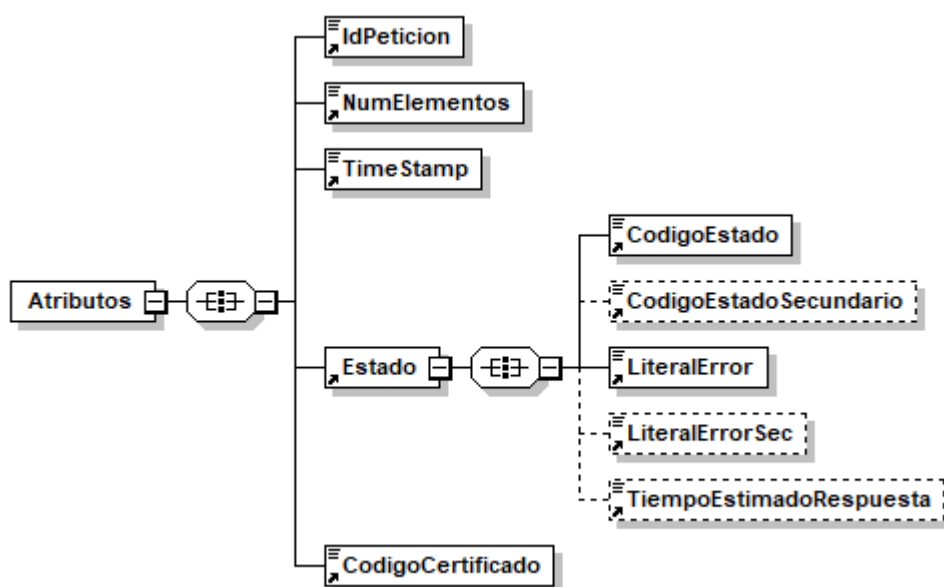 IdPeticion
NumElementos
TimeStamp
CodigoEstado
CodigoEstadoSecundario
Atributos
Estado
LiteralError
LiteralErrorSec
TiempoEstimadoRespuesta
CodigoCertificado